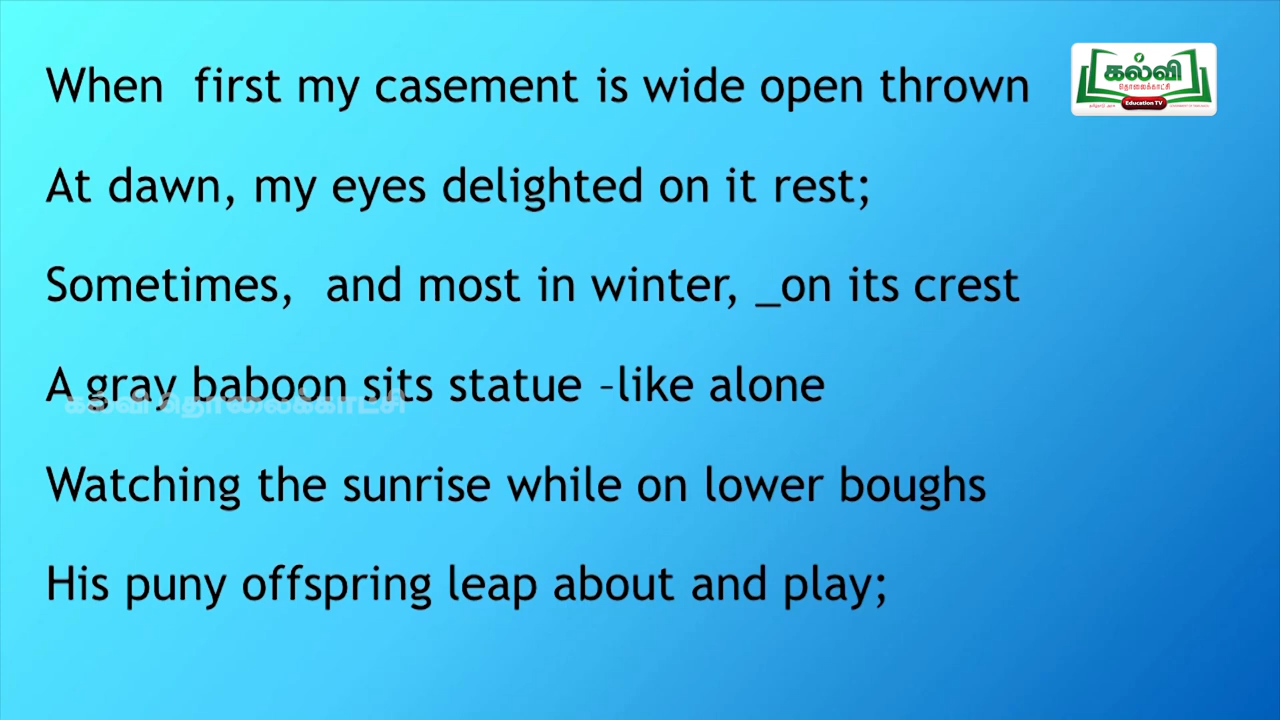 When first my casement is wide open thrown
கல்வி
தொலைக்காட்சி
Education TV
At dawn, my eyes delighted on it rest;
Sometimes, and most in winter, _on its crest
A gray baboon sits statue –like alone
கல்வி தொலைக்காட்சி
Watching the sunrise while on lower boughs
His puny offspring leap about and play;